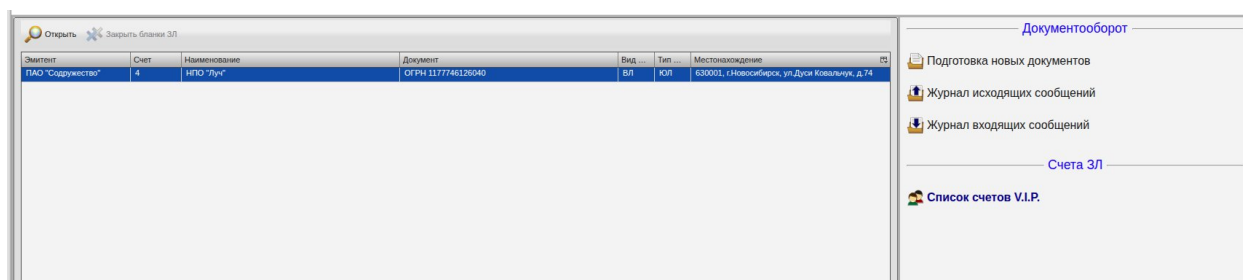 Открыть Закрыть бланки ЗЛ
Эмитент Счет Наименование Документ Вид ... Тип ... Местонахождение
ПАО "Содружество" 4 НПО "Луч" ОГРН 1177746126040 ВЛ ЮЛ 630001, г.Новосибирск, ул.Дуси Ковальчук, д.74
Документооборот
Подготовка новых документов
Журнал исходящих сообщений
Журнал входящих сообщений
Счета ЗЛ
Список счетов V.I.P.